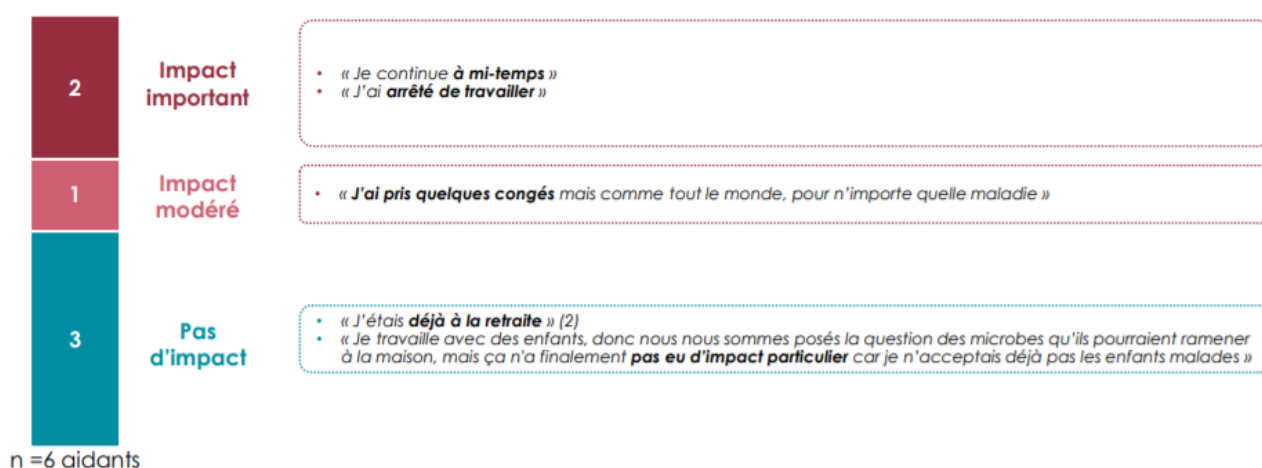 2
Impact
important
• « Je continue à mi-temps »
• « J'ai arrêté de travailler »
1
Impact
modéré
• « J'ai pris quelques congés mais comme tout le monde, pour n'importe quelle maladie »
3
Pas
d'impact
• « J'étais déjà à la retraite » (2)
• « Je travaille avec des enfants, donc nous nous sommes posés la question des microbes qu'ils pourraient ramener
à la maison, mais ça n'a finalement pas eu d'impact particulier car je n'acceptais déjà pas les enfants malades »
n =6 aidants